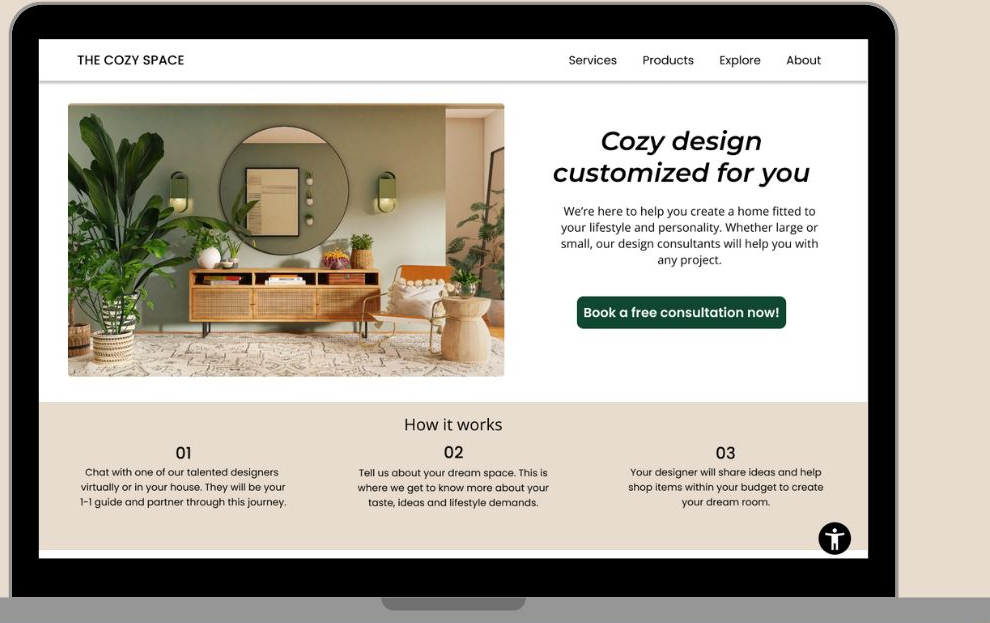 THE COZY SPACE
Services Products Explore About
Cozy design
customized for you
We're here to help you create a home fitted to
your lifestyle and personality. Whether large or
small, our design consultants will help you with
any project.
Book a free consultation now!
How it works
01
Chat with one of our talented designers
virtually or in your house. They will be your
1-1 guide and partner through this journey.
02
Tell us about your dream space. This is
where we get to know more about your
taste, ideas and lifestyle demands.
03
Your designer will share ideas and help
shop items within your budget to create
your dream room.